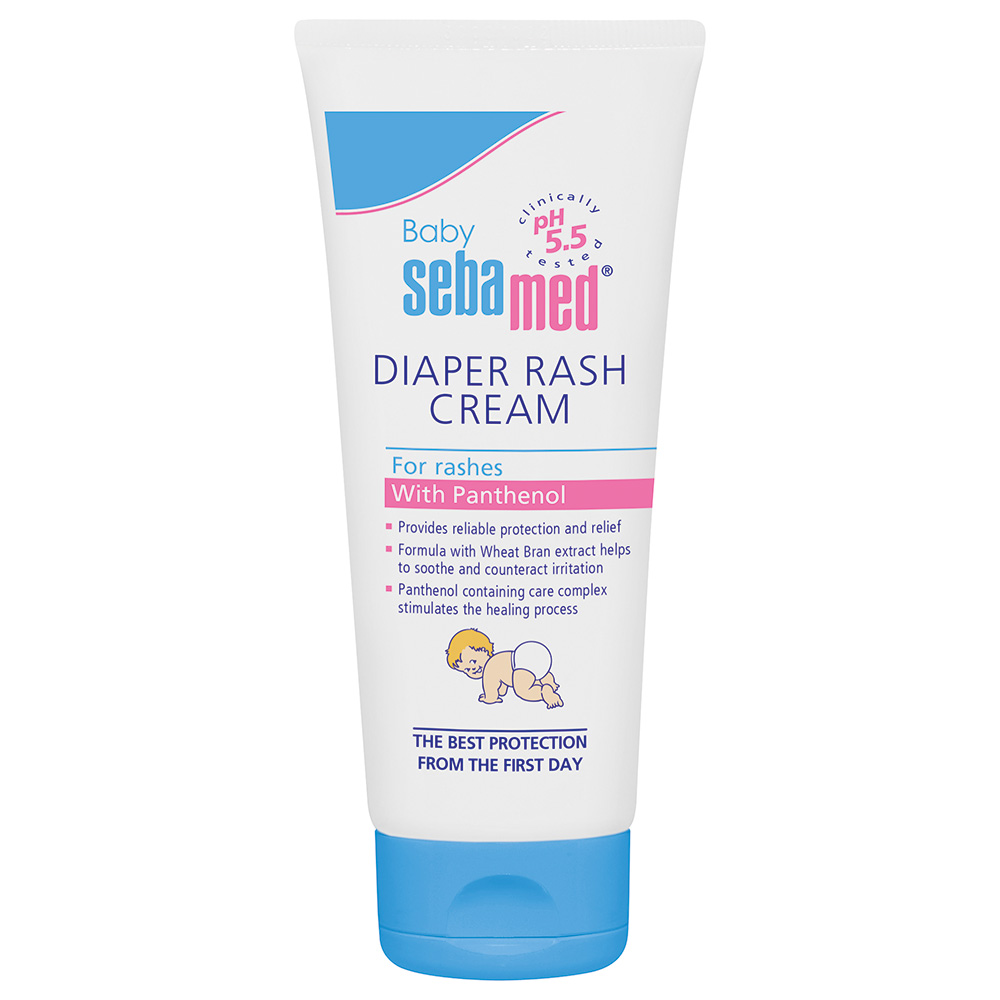 clinically
pH
5.5
tested
Baby
sebamed®
DIAPER RASH
CREAM
For rashes
With Panthenol
Provides reliable protection and relief
Formula with Wheat Bran extract helps
to soothe and counteract irritation
Panthenol containing care complex
stimulates the healing process
THE BEST PROTECTION
FROM THE FIRST DAY